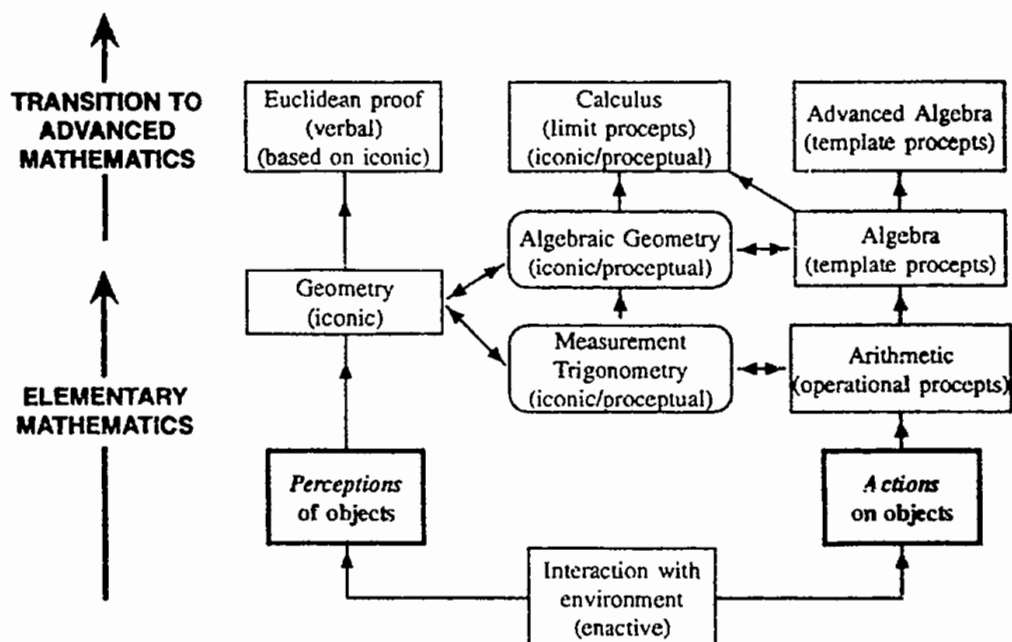 TRANSITION TO
ADVANCED
MATHEMATICS
Euclidean proof
(verbal)
(based on iconic)
Calculus
(limit procepts)
(iconic/proceptual)
Advanced Algebra
(template procepts)
Algebraic Geometry
(iconic/proceptual)
Algebra
(template procepts)
Geometry
(iconic)
Measurement
Trigonometry
(iconic/proceptual)
Arithmetic
(operational procepts)
ELEMENTARY
MATHEMATICS
Perceptions
of objects
Actions
on objects
Interaction with
environment
(enactive)